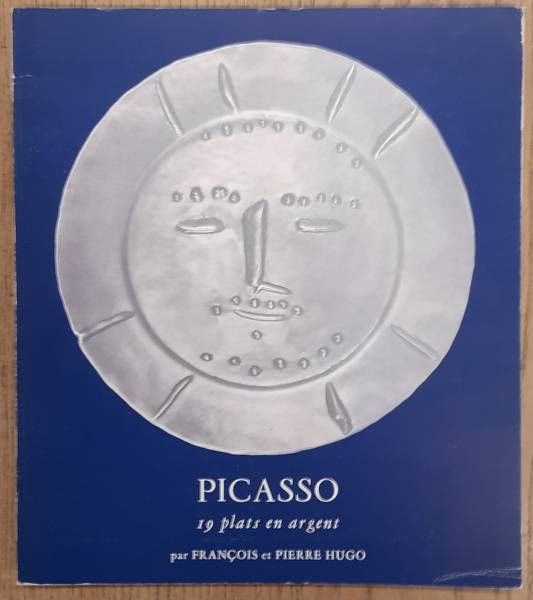 PICASSO
19 plats en argent
par FRANÇOIS et PIERRE HUGO